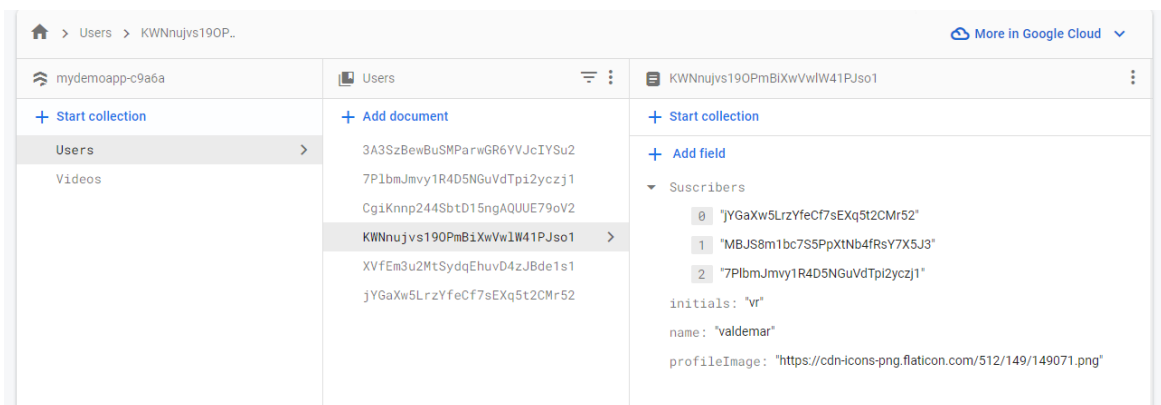 Users KWNnujvs19OP..
More in Google Cloud
mydemoapp-c9a6a
Start collection
Users
Videos
Users
Add document
3A3SzBewBuSMParwGR6YVJcIYSu2
7PlbmJmvy1R4D5NGuVdTpi2yczj1
CgiKnnp244SbtD15ngAQUUE79oV2
KWNnujvs19OPmBiXwVwlW41PJso1
XVfEm3u2MtSydqEhuvD4zJBde1s1
jYGaXw5LrzYfeCf7sEXq5t2CMr52
KWNnujvs19OPmBiXwVwlW41PJso1
Start collection
Add field
Suscribers
0 "jYGaXw5LrzYfeCf7sEXq5t2CMr52"
1 "MBJS8m1bc7S5PpXtNb4fRsY7X5J3"
2 "7PlbmJmvy1R4D5NGuVdTpi2yczj1"
initials: "vr"
name: "valdemar"
profileImage: "https://cdn-icons-png.flaticon.com/512/149/149071.png"